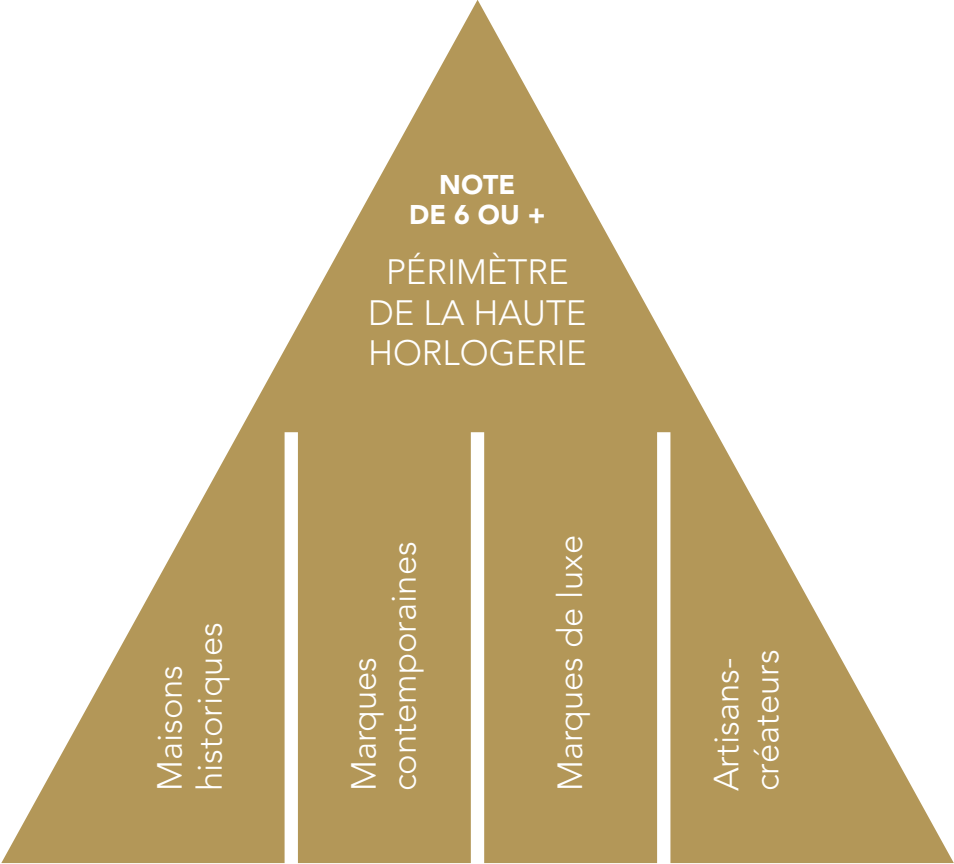 NOTE
DE 6 OU +
PÉRIMÈTRE
DE LA HAUTE
HORLOGERIE
Maisons
historiques
Marques
contemporaines
Marques de luxe
Artisans-
créateurs